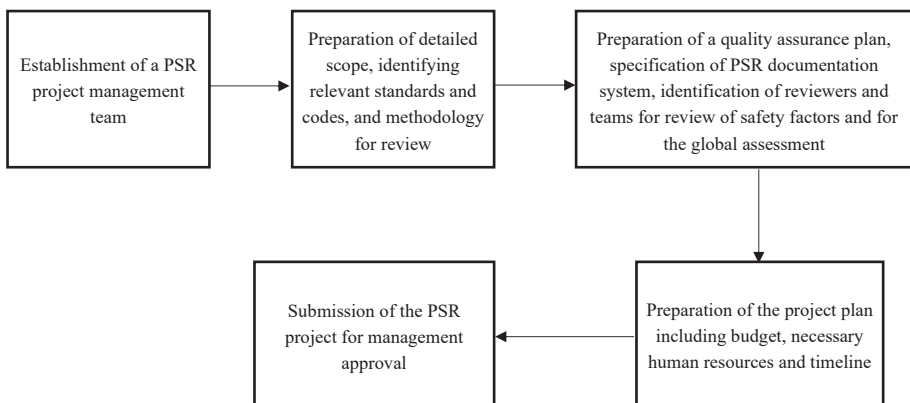 Establishment of a PSR
project management
team
Preparation of detailed
scope, identifying
relevant standards and
codes, and methodology
for review
Preparation of a quality assurance plan,
specification of PSR documentation
system, identification of reviewers and
teams for review of safety factors and for
the global assessment
Preparation of the project plan
including budget, necessary
human resources and timeline
Submission of the PSR
project for management
approval